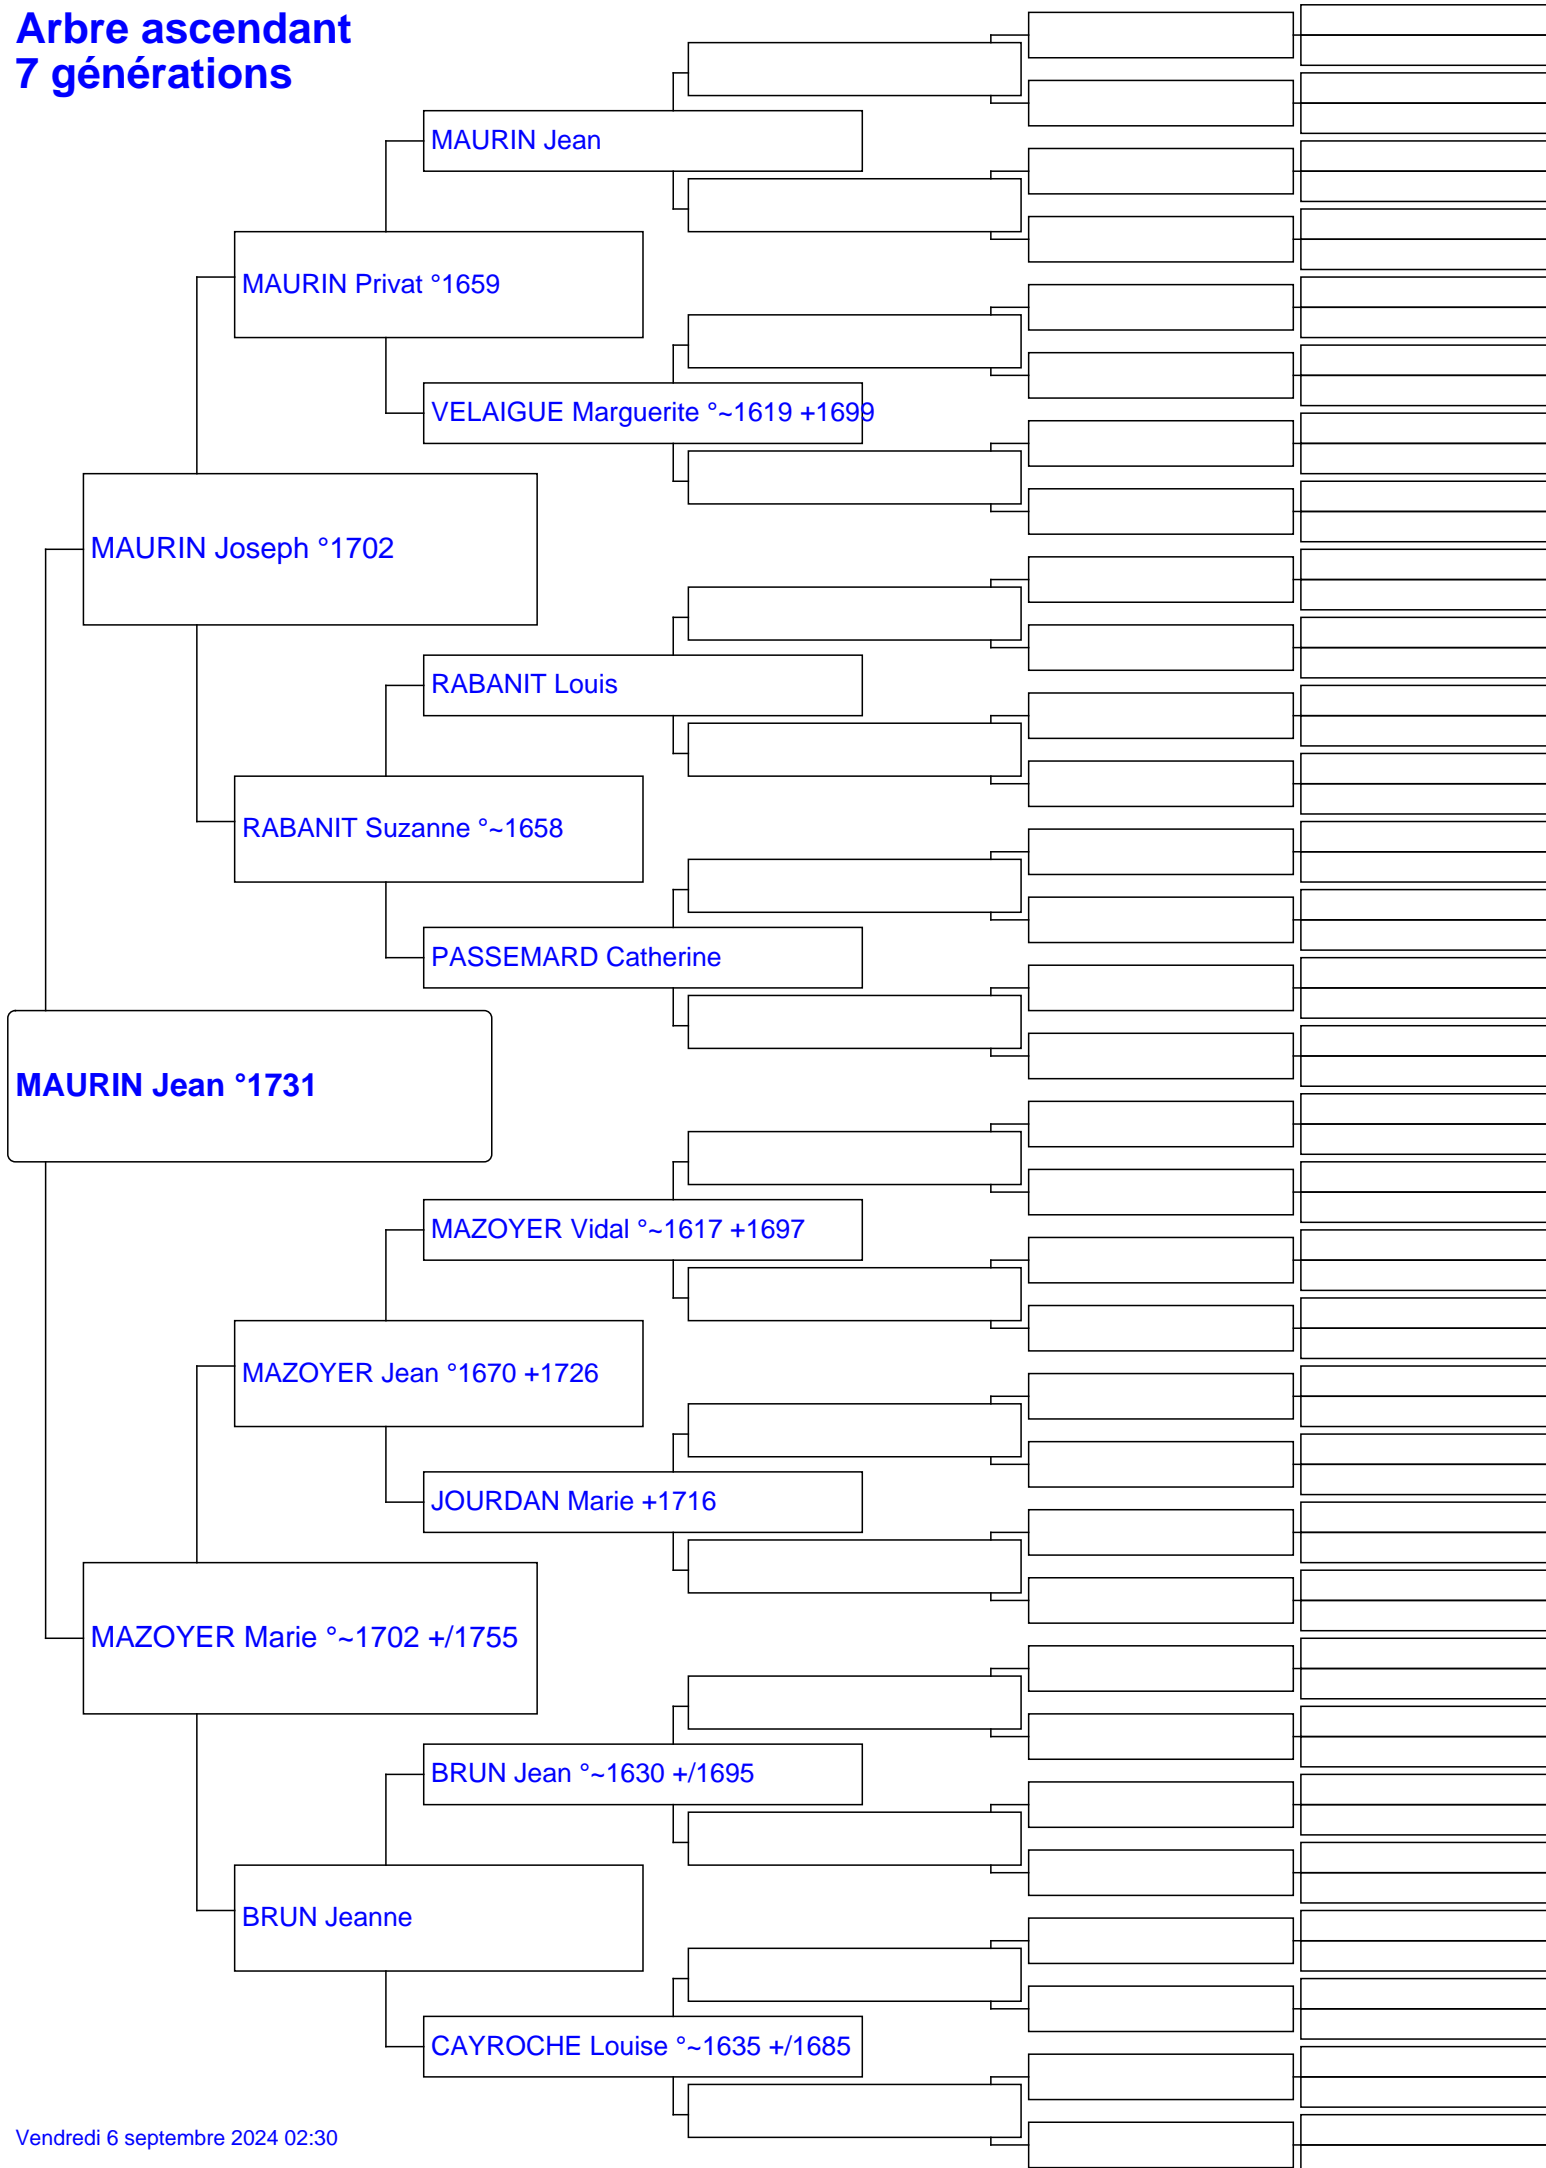 Arbre ascendant
7 générations
MAURIN Jean
MAURIN Privat °1659
VELAIGUE Marguerite °~1619 +1699
MAURIN Joseph °1702
RABANIT Louis
RABANIT Suzanne °~1658
PASSEMARD Catherine
MAURIN Jean °1731
MAZOYER Vidal °~1617 +1697
MAZOYER Jean °1670 +1726
JOURDAN Marie +1716
MAZOYER Marie °~1702 +/1755
BRUN Jean °~1630 +/1695
BRUN Jeanne
CAYROCHE Louise °~1635 +/1685
Vendredi 6 septembre 2024 02:30